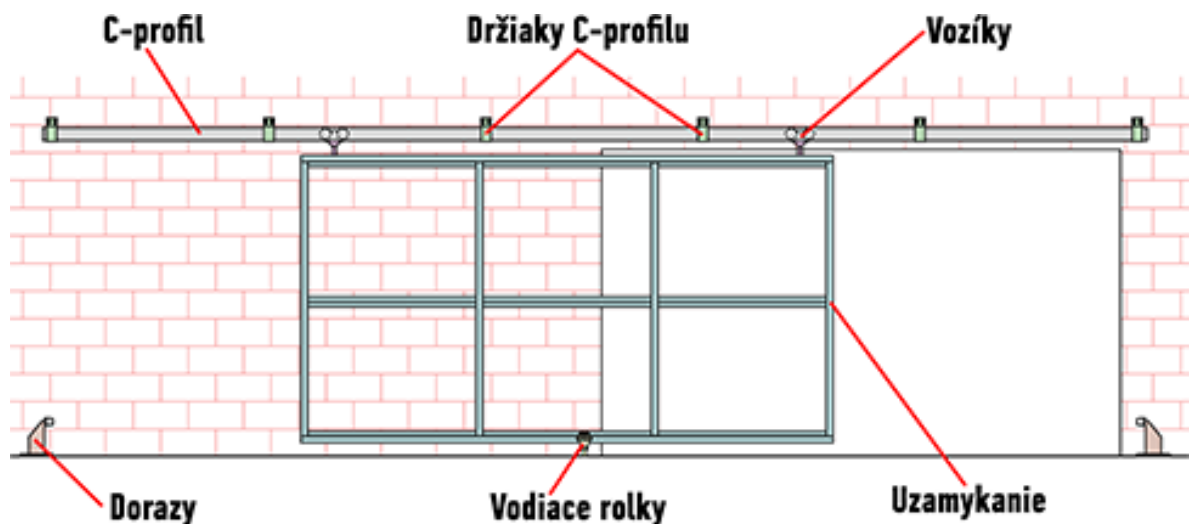 C-profil
Držiaky C-profilu
Vozíky
Dorazy
Vodiace rolky
Uzamykanie